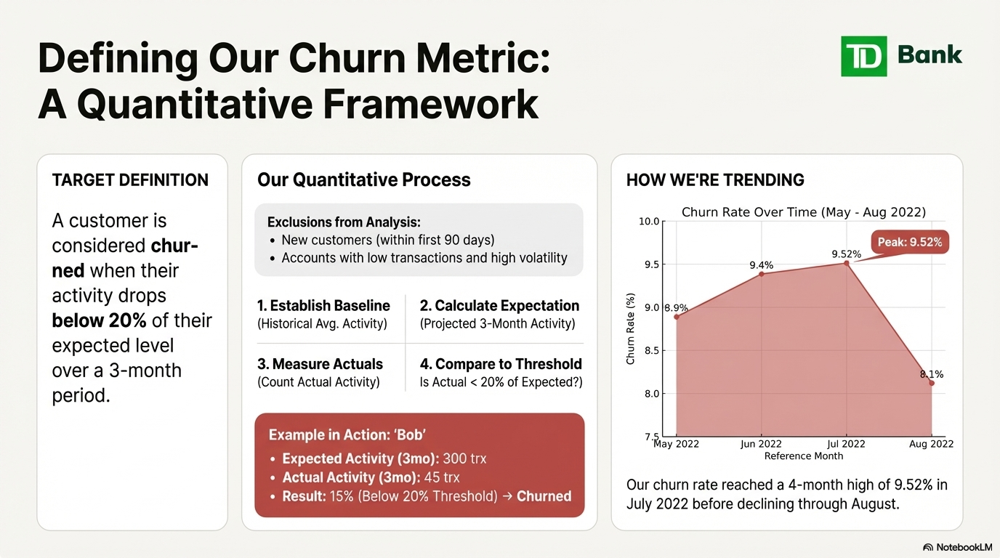 Defining Our Churn Metric:
A Quantitative Framework
TD Bank
TARGET DEFINITION
A customer is
considered chur-
ned when their
activity drops
below 20% of their
expected level
over a 3-month
period.
Our Quantitative Process
Exclusions from Analysis:
• New customers (within first 90 days)
• Accounts with low transactions and high volatility
1. Establish Baseline
(Historical Avg. Activity)
2. Calculate Expectation
(Projected 3-Month Activity)
3. Measure Actuals
(Count Actual Activity)
4. Compare to Threshold
Is Actual < 20% of Expected?)
Example in Action: ‘Bob’
• Expected Activity (3mo): 300 trx
• Actual Activity (3mo): 45 trx
• Result: 15% (Below 20% Threshold) → Churned
HOW WE'RE TRENDING
Churn Rate Over Time (May - Aug 2022)
Churn Rate (%)
10.0
9.5
9.0
8.5
8.0
7.5
8.9%
9.4%
9.52%
Peak: 9.52%
8.1%
May 2022
Jun 2022
Jul 2022
Aug 2022
Reference Month
Our churn rate reached a 4-month high of 9.52% in
July 2022 before declining through August.
NotebookLM